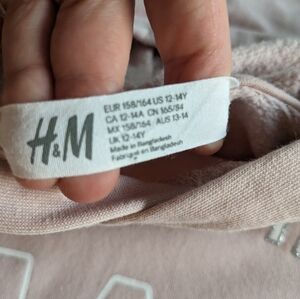 H&M
EUR 158/164 US 12-14Y
CA 12-14A CN 165/84
MX 158/164 AUS 13-14
UK 12-14Y
Made in Bangladesh
Fabriqué en Bangladesh